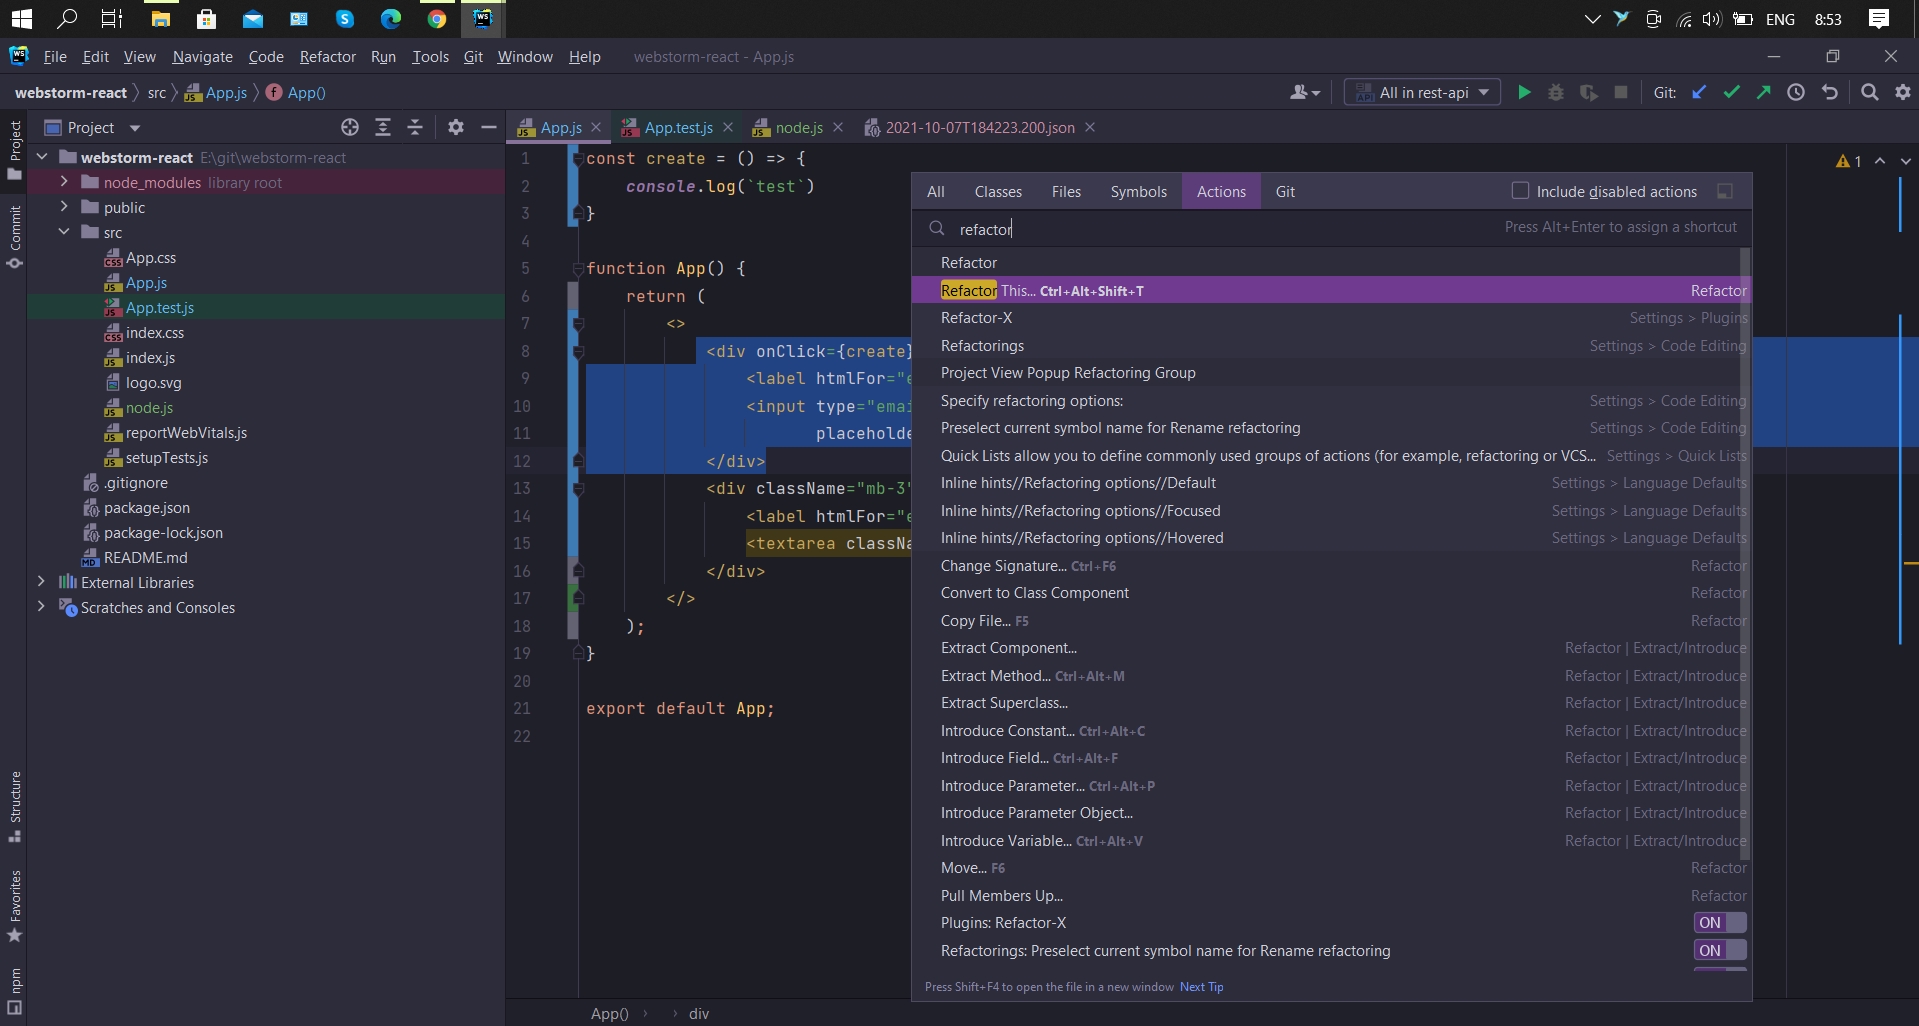 ENG 8:53
WS File Edit View Navigate Code Refactor Run Tools Git Window Help webstorm-react - App.js
webstorm-react src App.js App()
All in rest-api Git:
Project
App.js App.test.js node.js 2021-10-07T184223.200.json
Project
Commit
Structure
Favorites
npm
webstorm-react E:\git\webstorm-react
node_modules library root
public
src
App.css
App.js
App.test.js
index.css
index.js
logo.svg
node.js
reportWebVitals.js
setupTests.js
.gitignore
package.json
package-lock.json
README.md
External Libraries
Scratches and Consoles
1 const create = () => {
2 console.log(`test`)
3 }
4
5 function App() {
6 return (
7 <>
8 <div onClick={create}
9 <label htmlFor="e
10 <input type="emai
11 placeholde
12 </div>
13 <div className="mb-3"
14 <label htmlFor="e
15 <textarea classNa
16 </div>
17 </>
18 );
19 }
20
21 export default App;
22
1
All Classes Files Symbols Actions Git Include disabled actions
refactor Press Alt+Enter to assign a shortcut
Refactor
Refactor This... Ctrl+Alt+Shift+T Refactor
Refactor-X Settings > Plugins
Refactorings Settings > Code Editing
Project View Popup Refactoring Group
Specify refactoring options: Settings > Code Editing
Preselect current symbol name for Rename refactoring Settings > Code Editing
Quick Lists allow you to define commonly used groups of actions (for example, refactoring or VCS... Settings > Quick Lists
Inline hints//Refactoring options//Default Settings > Language Defaults
Inline hints//Refactoring options//Focused Settings > Language Defaults
Inline hints//Refactoring options//Hovered Settings > Language Defaults
Change Signature... Ctrl+F6 Refactor
Convert to Class Component Refactor
Copy File... F5 Refactor
Extract Component... Refactor | Extract/Introduce
Extract Method... Ctrl+Alt+M Refactor | Extract/Introduce
Extract Superclass... Refactor | Extract/Introduce
Introduce Constant... Ctrl+Alt+C Refactor | Extract/Introduce
Introduce Field... Ctrl+Alt+F Refactor | Extract/Introduce
Introduce Parameter... Ctrl+Alt+P Refactor | Extract/Introduce
Introduce Parameter Object... Refactor | Extract/Introduce
Introduce Variable... Ctrl+Alt+V Refactor | Extract/Introduce
Move... F6 Refactor
Pull Members Up... Refactor
Plugins: Refactor-X ON
Refactorings: Preselect current symbol name for Rename refactoring ON
Press Shift+F4 to open the file in a new window Next Tip
App() › › div